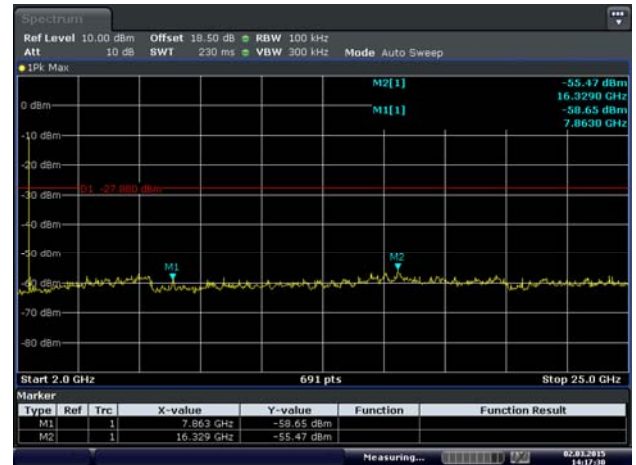 Spectrum
Ref Level 10.00 dBm Offset 18.50 dB RBW 100 kHz
Att 10 dB SWT 230 ms VBW 300 kHz Mode Auto Sweep
1Pk Max
M2[1] -55.47 dBm
16.3290 GHz
0 dBm
M1[1] -58.65 dBm
7.8630 GHz
-10 dBm
-20 dBm
D1 -27.880 dBm
-30 dBm
-40 dBm
-50 dBm
M1
M2
-60 dBm
-70 dBm
-80 dBm
Start 2.0 GHz 691 pts Stop 25.0 GHz
Marker
Type Ref Trc X-value Y-value Function Function Result
M1 1 7.863 GHz -58.65 dBm
M2 1 16.329 GHz -55.47 dBm
Measuring... 02.03.2015
14:17:30